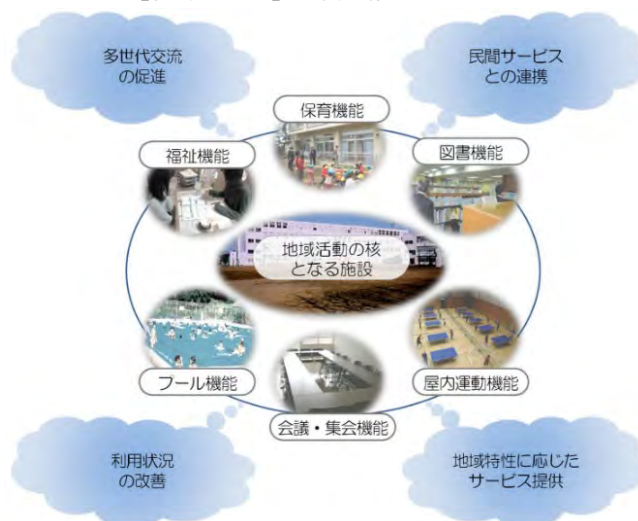 多世代交流
の促進
民間サービス
との連携
保育機能
福祉機能
図書機能
地域活動の核
となる施設
プール機能
屋内運動機能
会議・集会機能
利用状況
の改善
地域特性に応じた
サービス提供